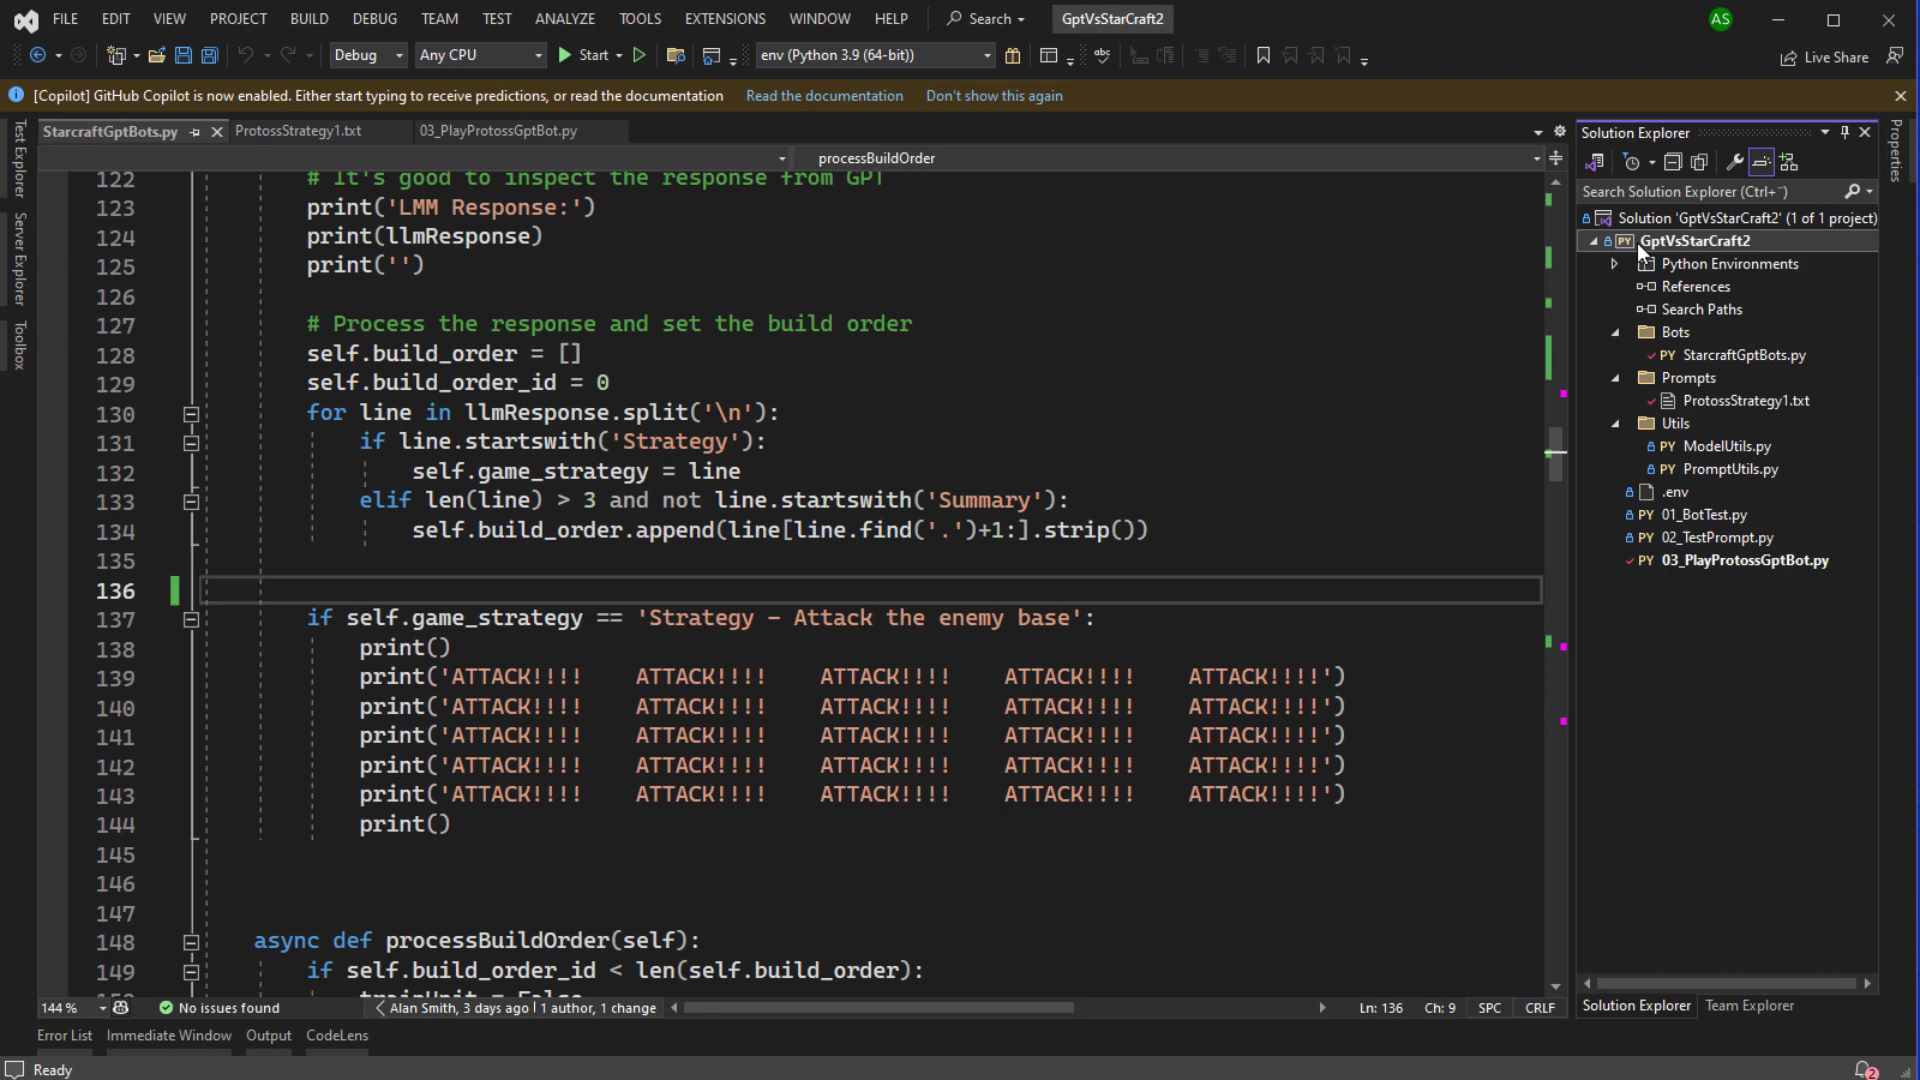 FILE EDIT VIEW PROJECT BUILD DEBUG TEAM TEST ANALYZE TOOLS EXTENSIONS WINDOW HELP Search GptVsStarCraft2 AS
Debug Any CPU Start env (Python 3.9 (64-bit)) Live Share
[Copilot] GitHub Copilot is now enabled. Either start typing to receive predictions, or read the documentation Read the documentation Don't show this again
Test Explorer
Server Explorer
Toolbox
StarcraftGptBots.py ProtossStrategy1.txt 03_PlayProtossGptBot.py
processBuildOrder
122 # It's good to inspect the response from GPT
123 print('LMM Response:')
124 print(llmResponse)
125 print('')
126
127 # Process the response and set the build order
128 self.build_order = []
129 self.build_order_id = 0
130 for line in llmResponse.split('\n'):
131 if line.startswith('Strategy'):
132 self.game_strategy = line
133 elif len(line) > 3 and not line.startswith('Summary'):
134 self.build_order.append(line[line.find('.')+1:].strip())
135
136
137 if self.game_strategy == 'Strategy - Attack the enemy base':
138 print()
139 print('ATTACK!!!! ATTACK!!!! ATTACK!!!! ATTACK!!!! ATTACK!!!!')
140 print('ATTACK!!!! ATTACK!!!! ATTACK!!!! ATTACK!!!! ATTACK!!!!')
141 print('ATTACK!!!! ATTACK!!!! ATTACK!!!! ATTACK!!!! ATTACK!!!!')
142 print('ATTACK!!!! ATTACK!!!! ATTACK!!!! ATTACK!!!! ATTACK!!!!')
143 print('ATTACK!!!! ATTACK!!!! ATTACK!!!! ATTACK!!!! ATTACK!!!!')
144 print()
145
146
147
148 async def processBuildOrder(self):
149 if self.build_order_id < len(self.build_order):
150 trainUnit = False
144 % No issues found Alan Smith, 3 days ago | 1 author, 1 change Ln: 136 Ch: 9 SPC CRLF
Solution Explorer
Search Solution Explorer (Ctrl+¨)
Solution 'GptVsStarCraft2' (1 of 1 project)
PY GptVsStarCraft2
Python Environments
References
Search Paths
Bots
PY StarcraftGptBots.py
Prompts
ProtossStrategy1.txt
Utils
PY ModelUtils.py
PY PromptUtils.py
.env
PY 01_BotTest.py
PY 02_TestPrompt.py
PY 03_PlayProtossGptBot.py
Solution Explorer Team Explorer
Properties
Error List Immediate Window Output CodeLens
Ready 2